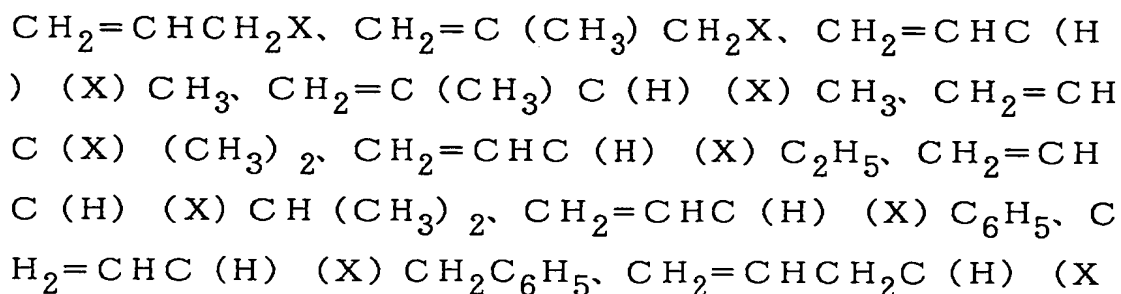 CH₂=CHCH₂X、CH₂=C(CH₃)CH₂X、CH₂=CHC(H
)(X)CH₃、CH₂=C(CH₃)C(H)(X)CH₃、CH₂=CH
C(X)(CH₃)₂、CH₂=CHC(H)(X)C₂H₅、CH₂=CH
C(H)(X)CH(CH₃)₂、CH₂=CHC(H)(X)C₆H₅、C
H₂=CHC(H)(X)CH₂C₆H₅、CH₂=CHCH₂C(H)(X